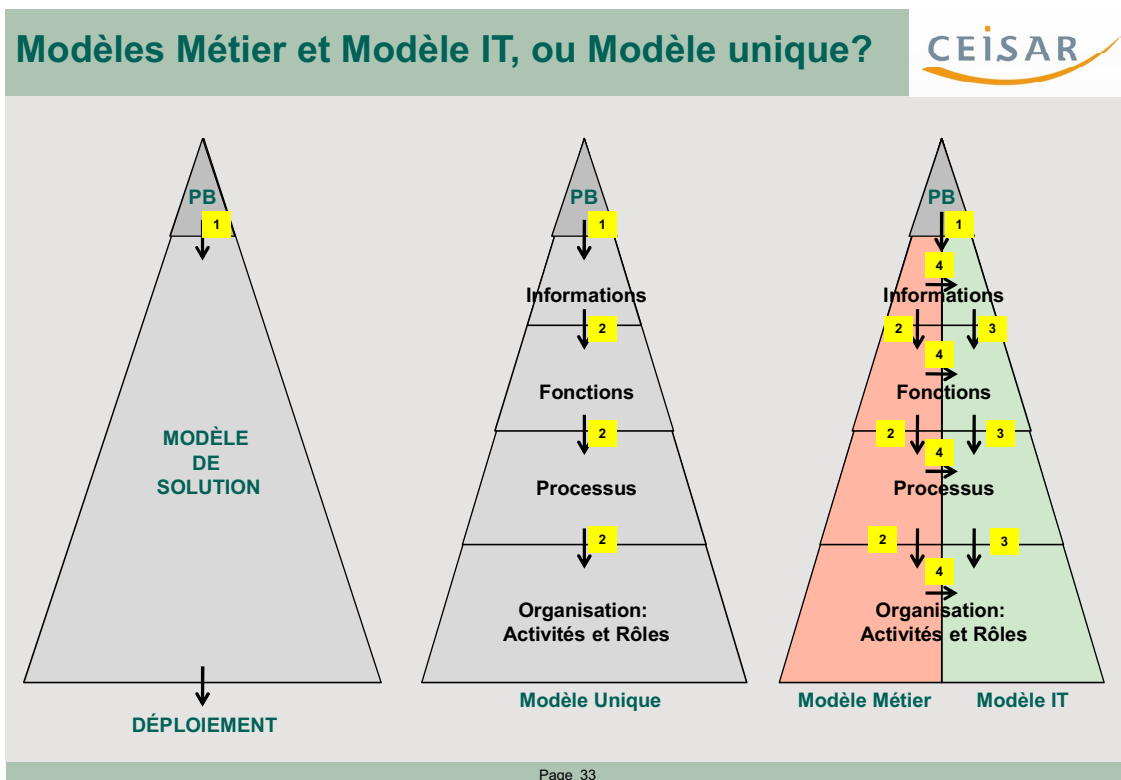 Modèles Métier et Modèle IT, ou Modèle unique?
CEISAR
PB
1
MODÈLE
DE
SOLUTION
DÉPLOIEMENT
PB
1
Informations
2
Fonctions
2
Processus
2
Organisation:
Activités et Rôles
Modèle Unique
PB
1
4
Informations
2
3
4
Fonctions
2
3
4
Processus
2
3
4
Organisation:
Activités et Rôles
Modèle Métier
Modèle IT
Page 33